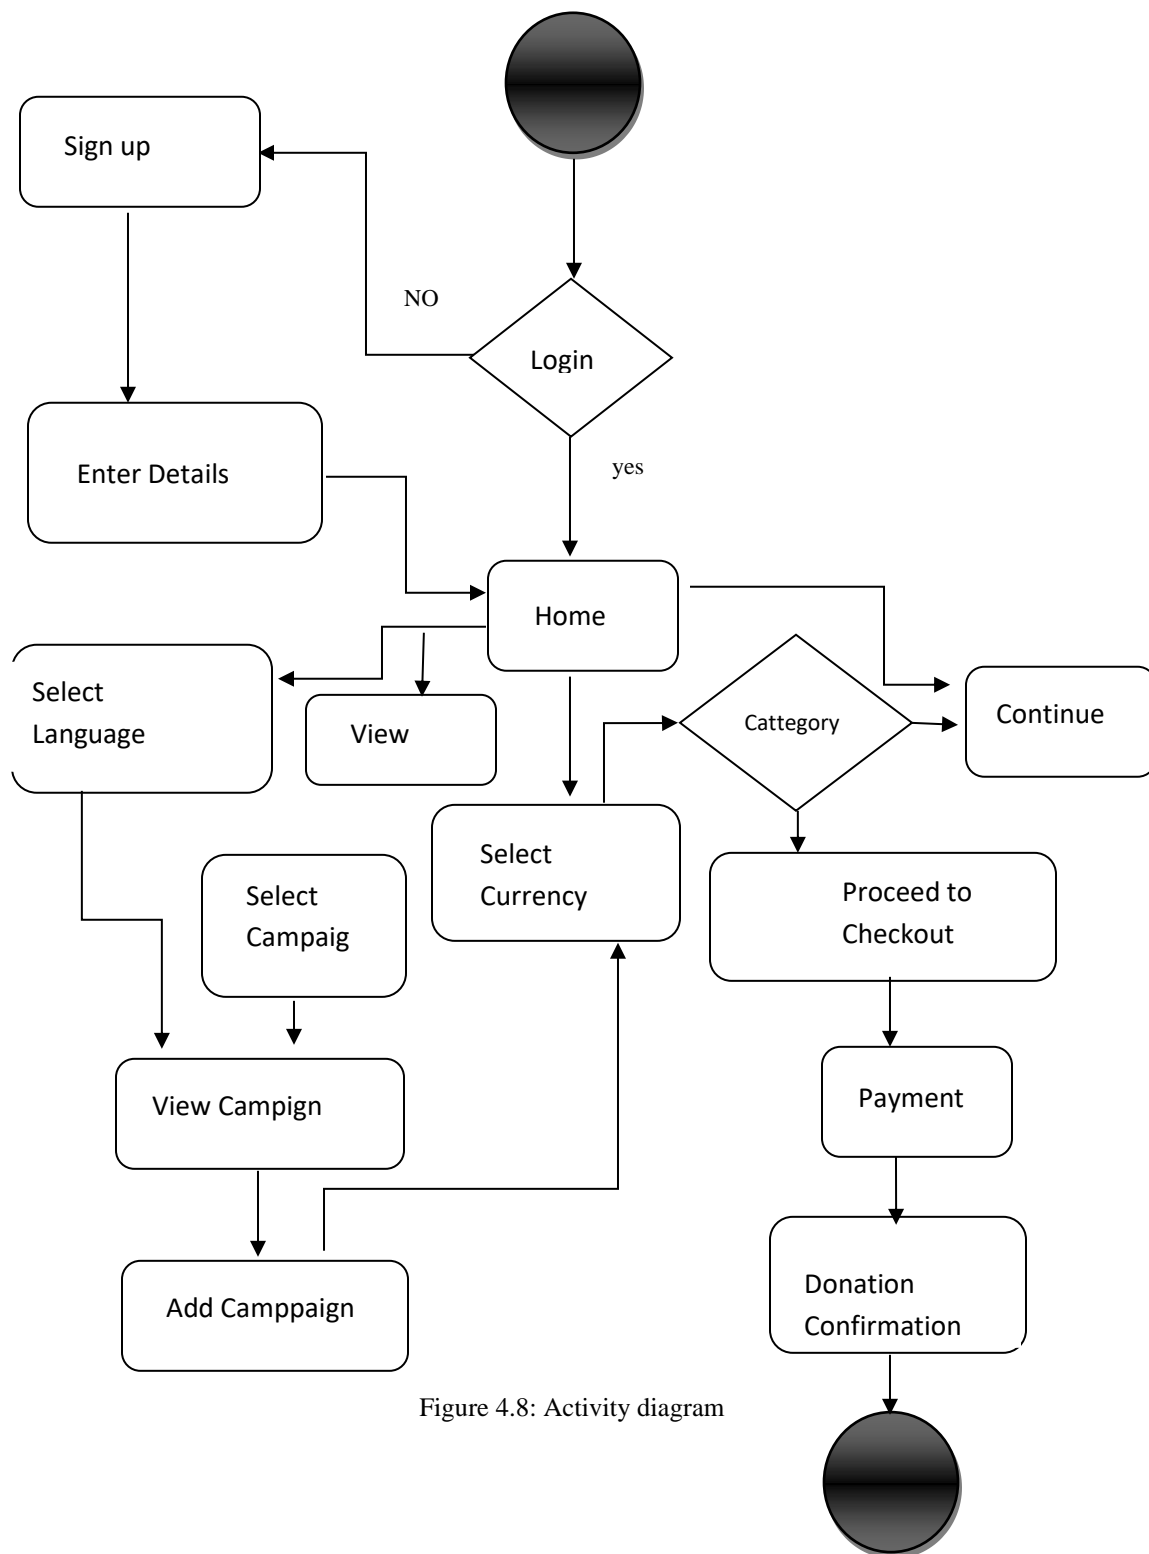 Sign up
NO
Login
yes
Enter Details
Home
Select
Language
View
Cattegory
Continue
Select
Campaig
Select
Currency
Proceed to
Checkout
View Campign
Payment
Add Camppaign
Donation
Confirmation
Figure 4.8: Activity diagram